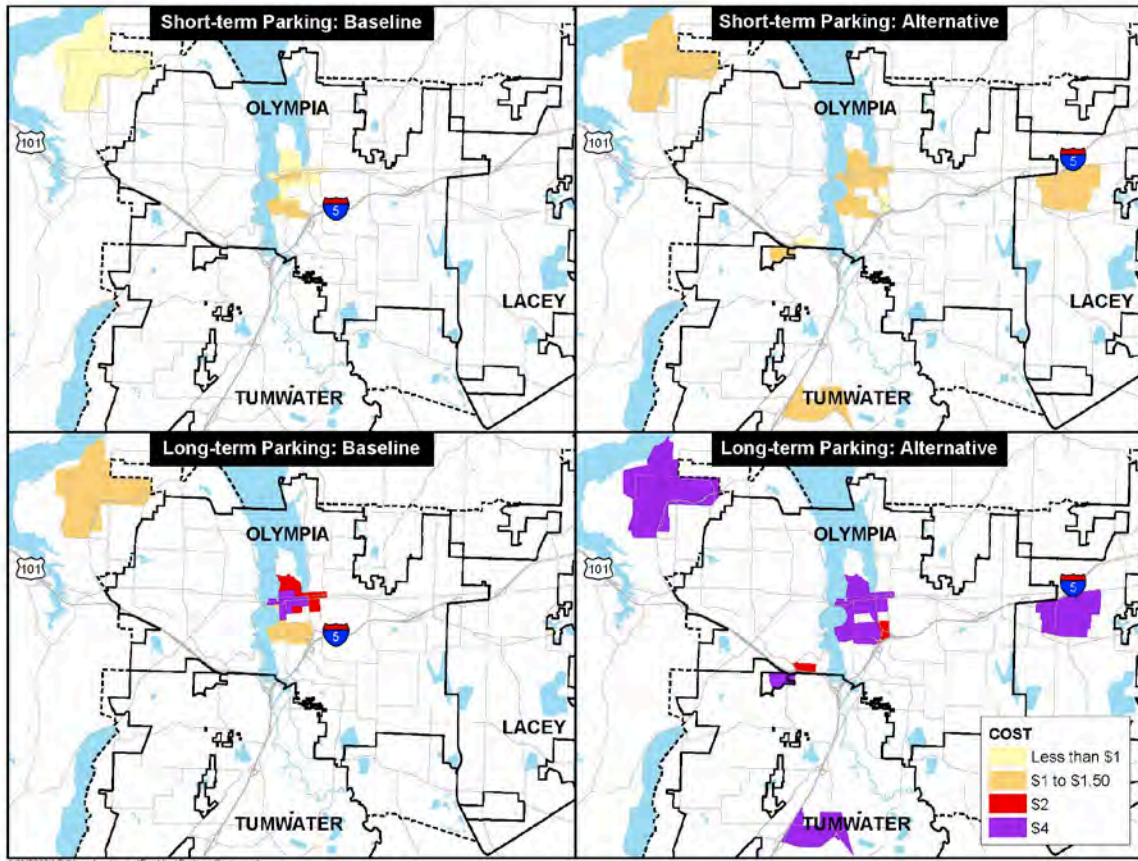 Short-term Parking: Baseline
OLYMPIA
101
5
LACEY
TUMWATER
Short-term Parking: Alternative
OLYMPIA
101
5
LACEY
TUMWATER
Long-term Parking: Baseline
OLYMPIA
101
5
LACEY
TUMWATER
Long-term Parking: Alternative
OLYMPIA
101
5
TUMWATER
COST
Less than $1
$1 to $1.50
$2
$4